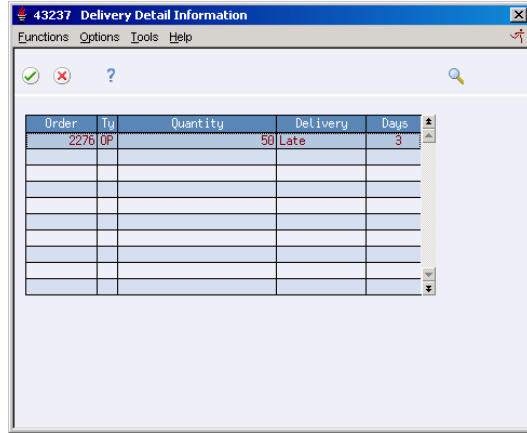 43237 Delivery Detail Information
Functions Options Tools Help
?
Order Ty Quantity Delivery Days
2276 OP 50 Late 3